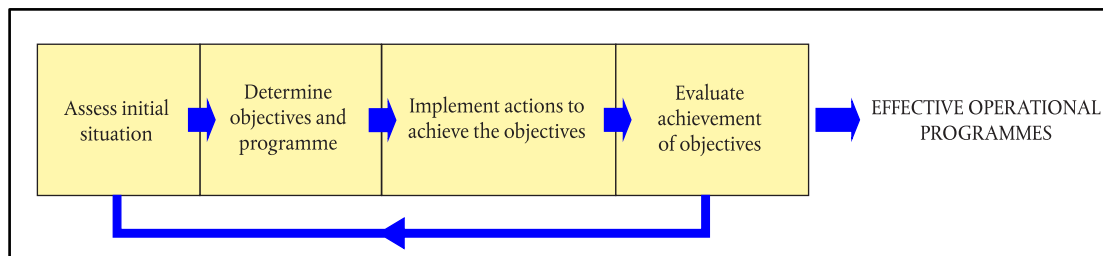 Assess initial
situation
Determine
objectives and
programme
Implement actions to
achieve the objectives
Evaluate
achievement
of objectives
EFFECTIVE OPERATIONAL
PROGRAMMES